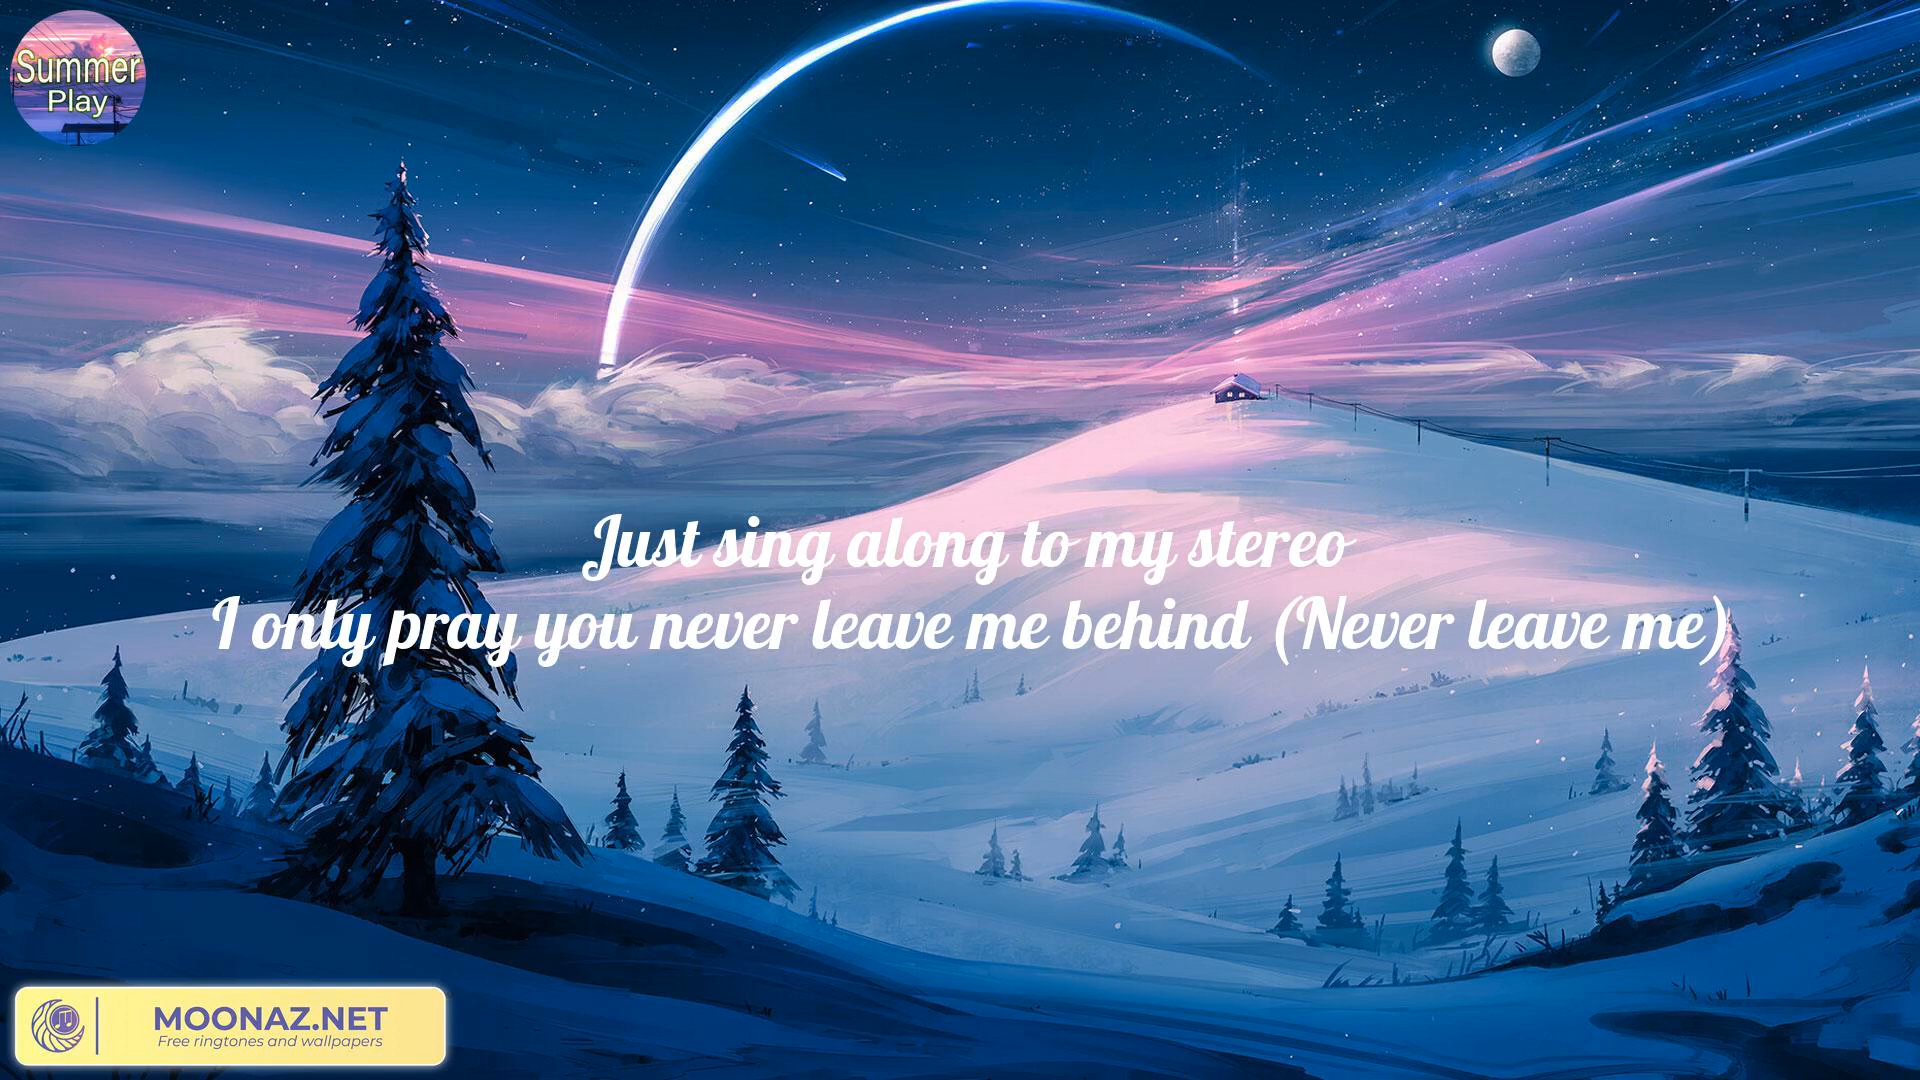 Summer
Play
Just sing along to my stereo
I only pray you never leave me behind (Never leave me)
MOONAZ.NET
Free ringtones and wallpapers